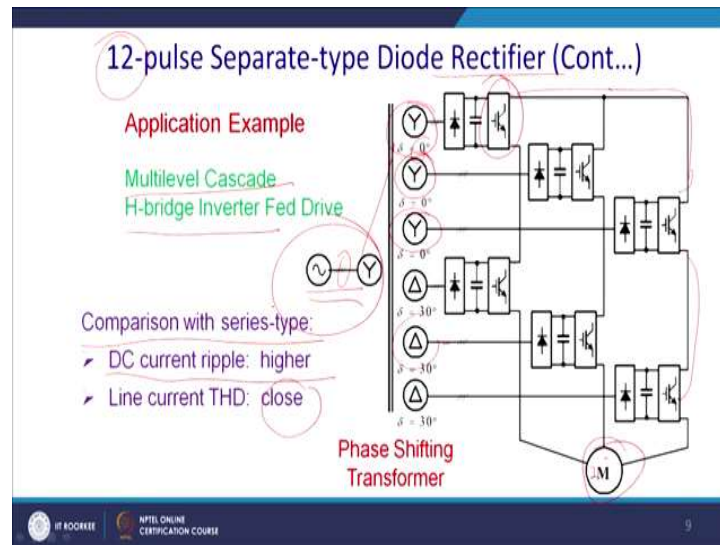 12-pulse Separate-type Diode Rectifier (Cont...)
Application Example
Multilevel Cascade
H-bridge Inverter Fed Drive
Comparison with series-type:
➤ DC current ripple: higher
➤ Line current THD: close
Y
δ = 0°
Y
δ = 0°
Y
δ = 0°
Y
Δ
δ = 30°
Δ
δ = 30°
Δ
δ = 30°
Phase Shifting
Transformer
M
IIT ROORKEE
NPTEL ONLINE
CERTIFICATION COURSE
9